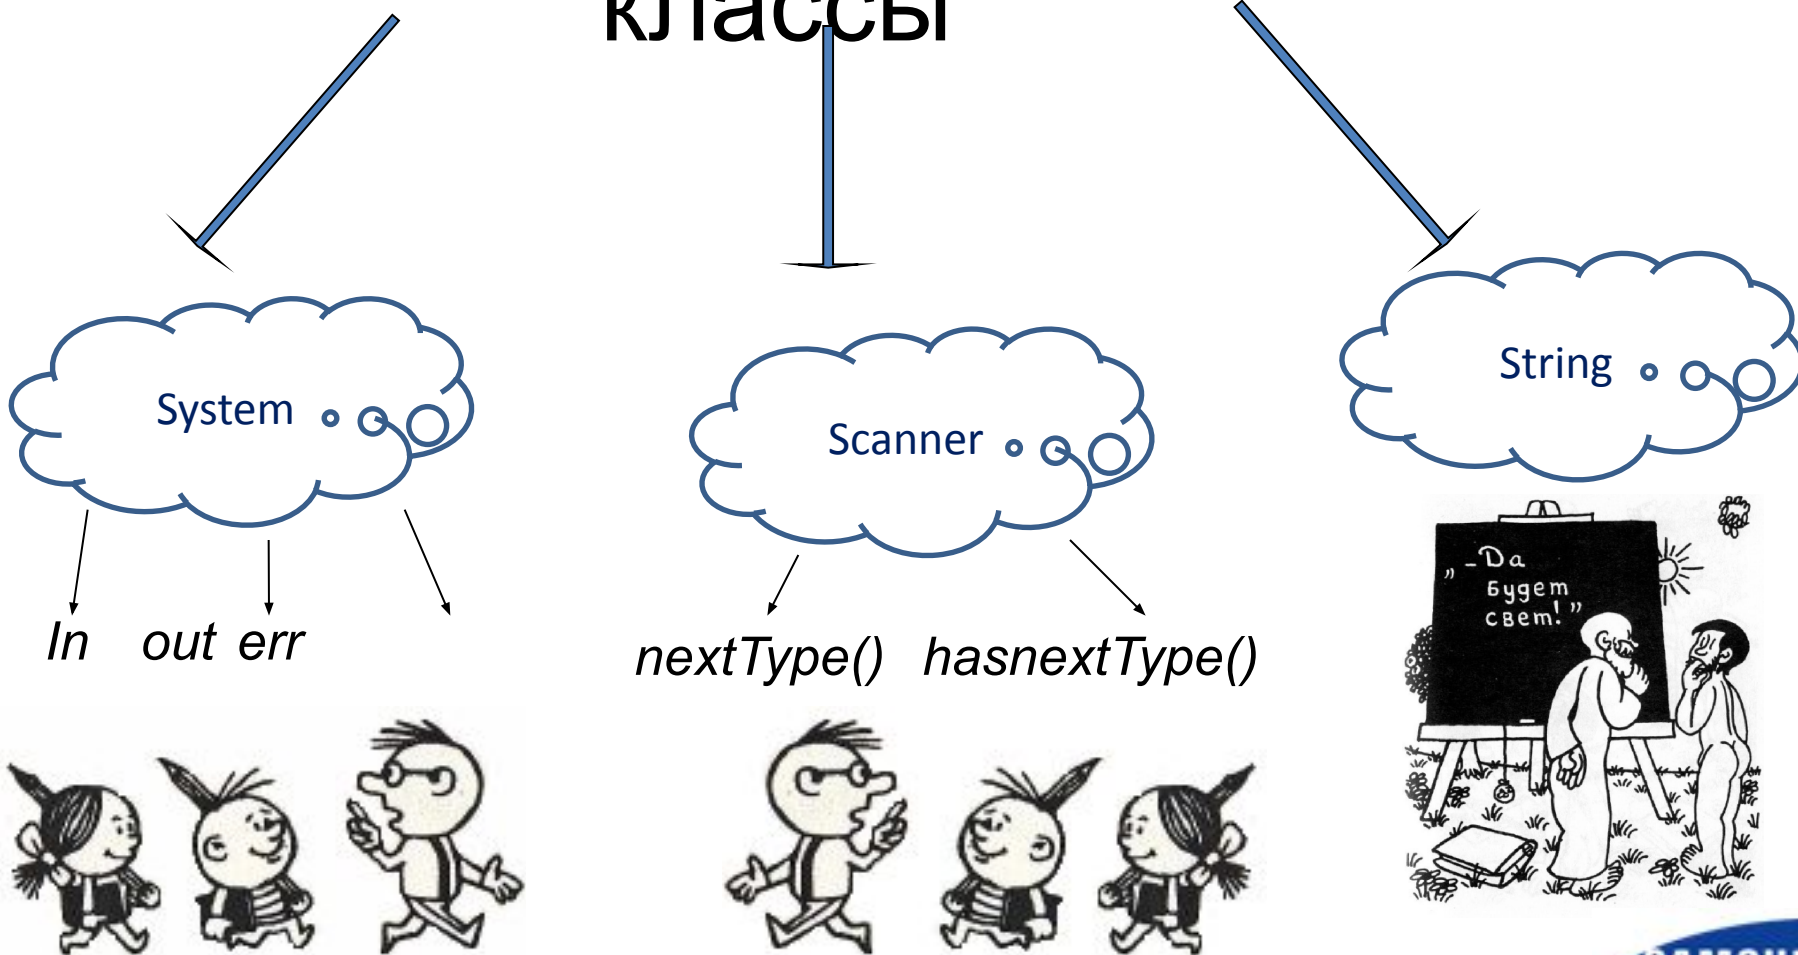 классы
System
Scanner
String
In out err
nextType() hasnextType()
„ -Да
будет
свет!”